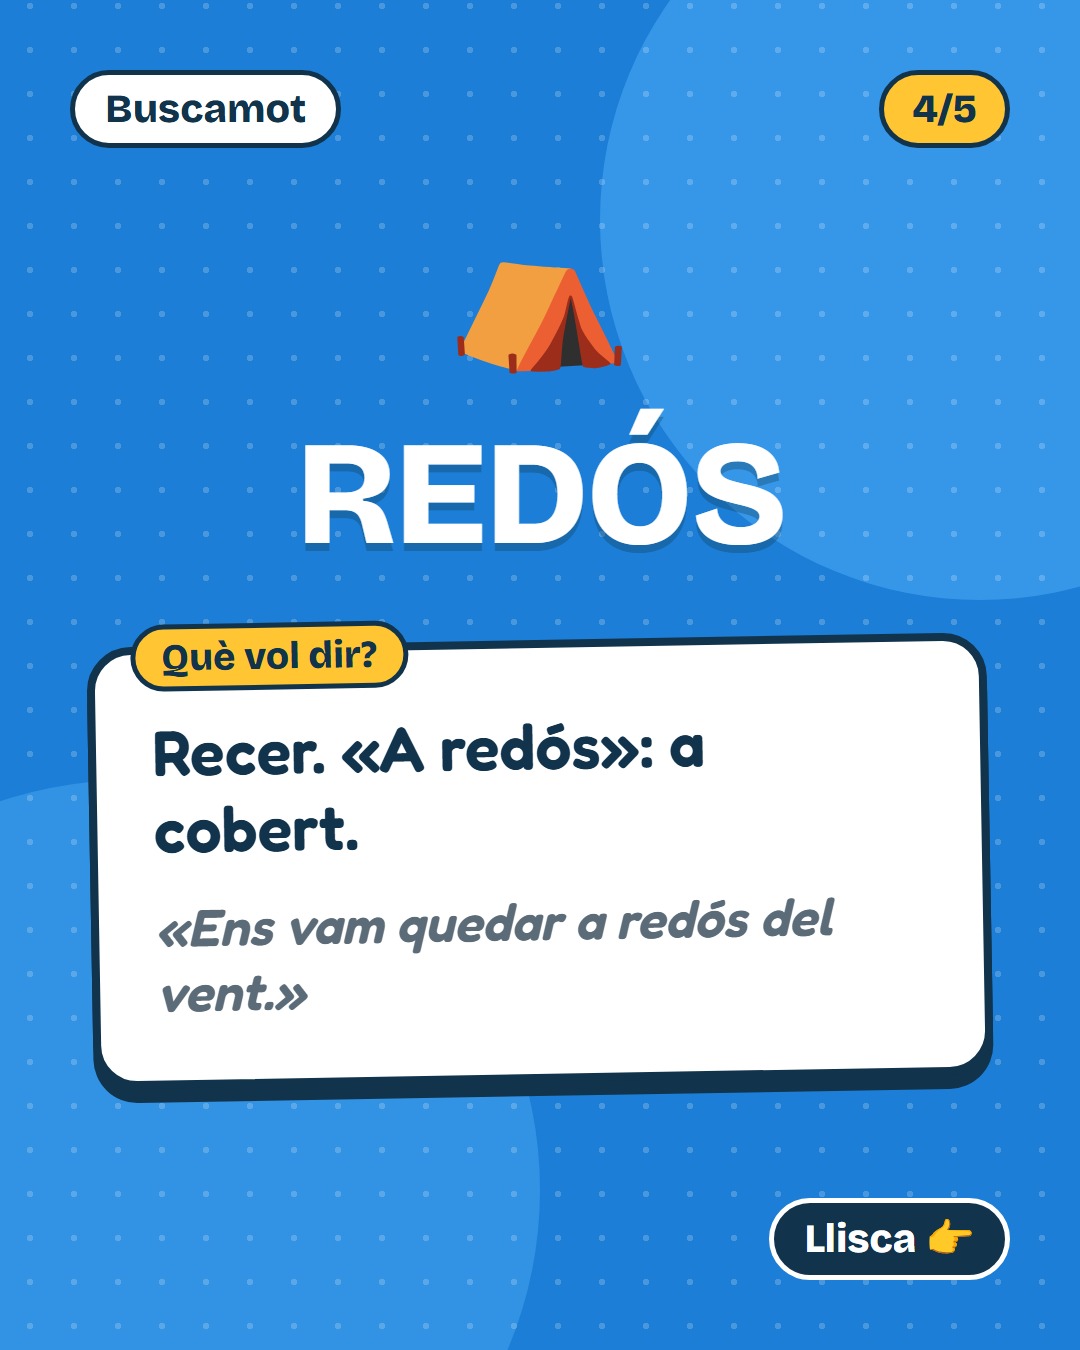 Buscamot
4/5
REDÓS
Què vol dir?
Recer. «A redós»: a
cobert.
«Ens vam quedar a redós del
vent.»
Llisca 👉